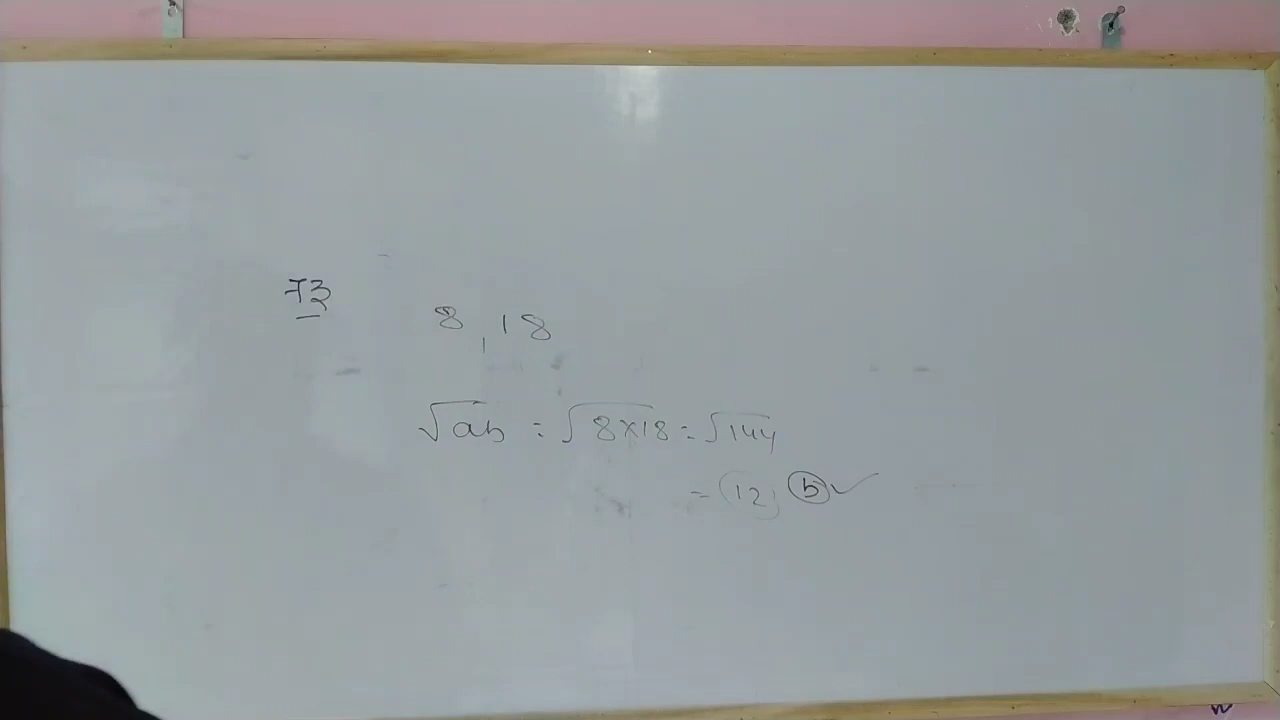 73
8, 18
√ab = √8×18 = √144
= 12, b ✓